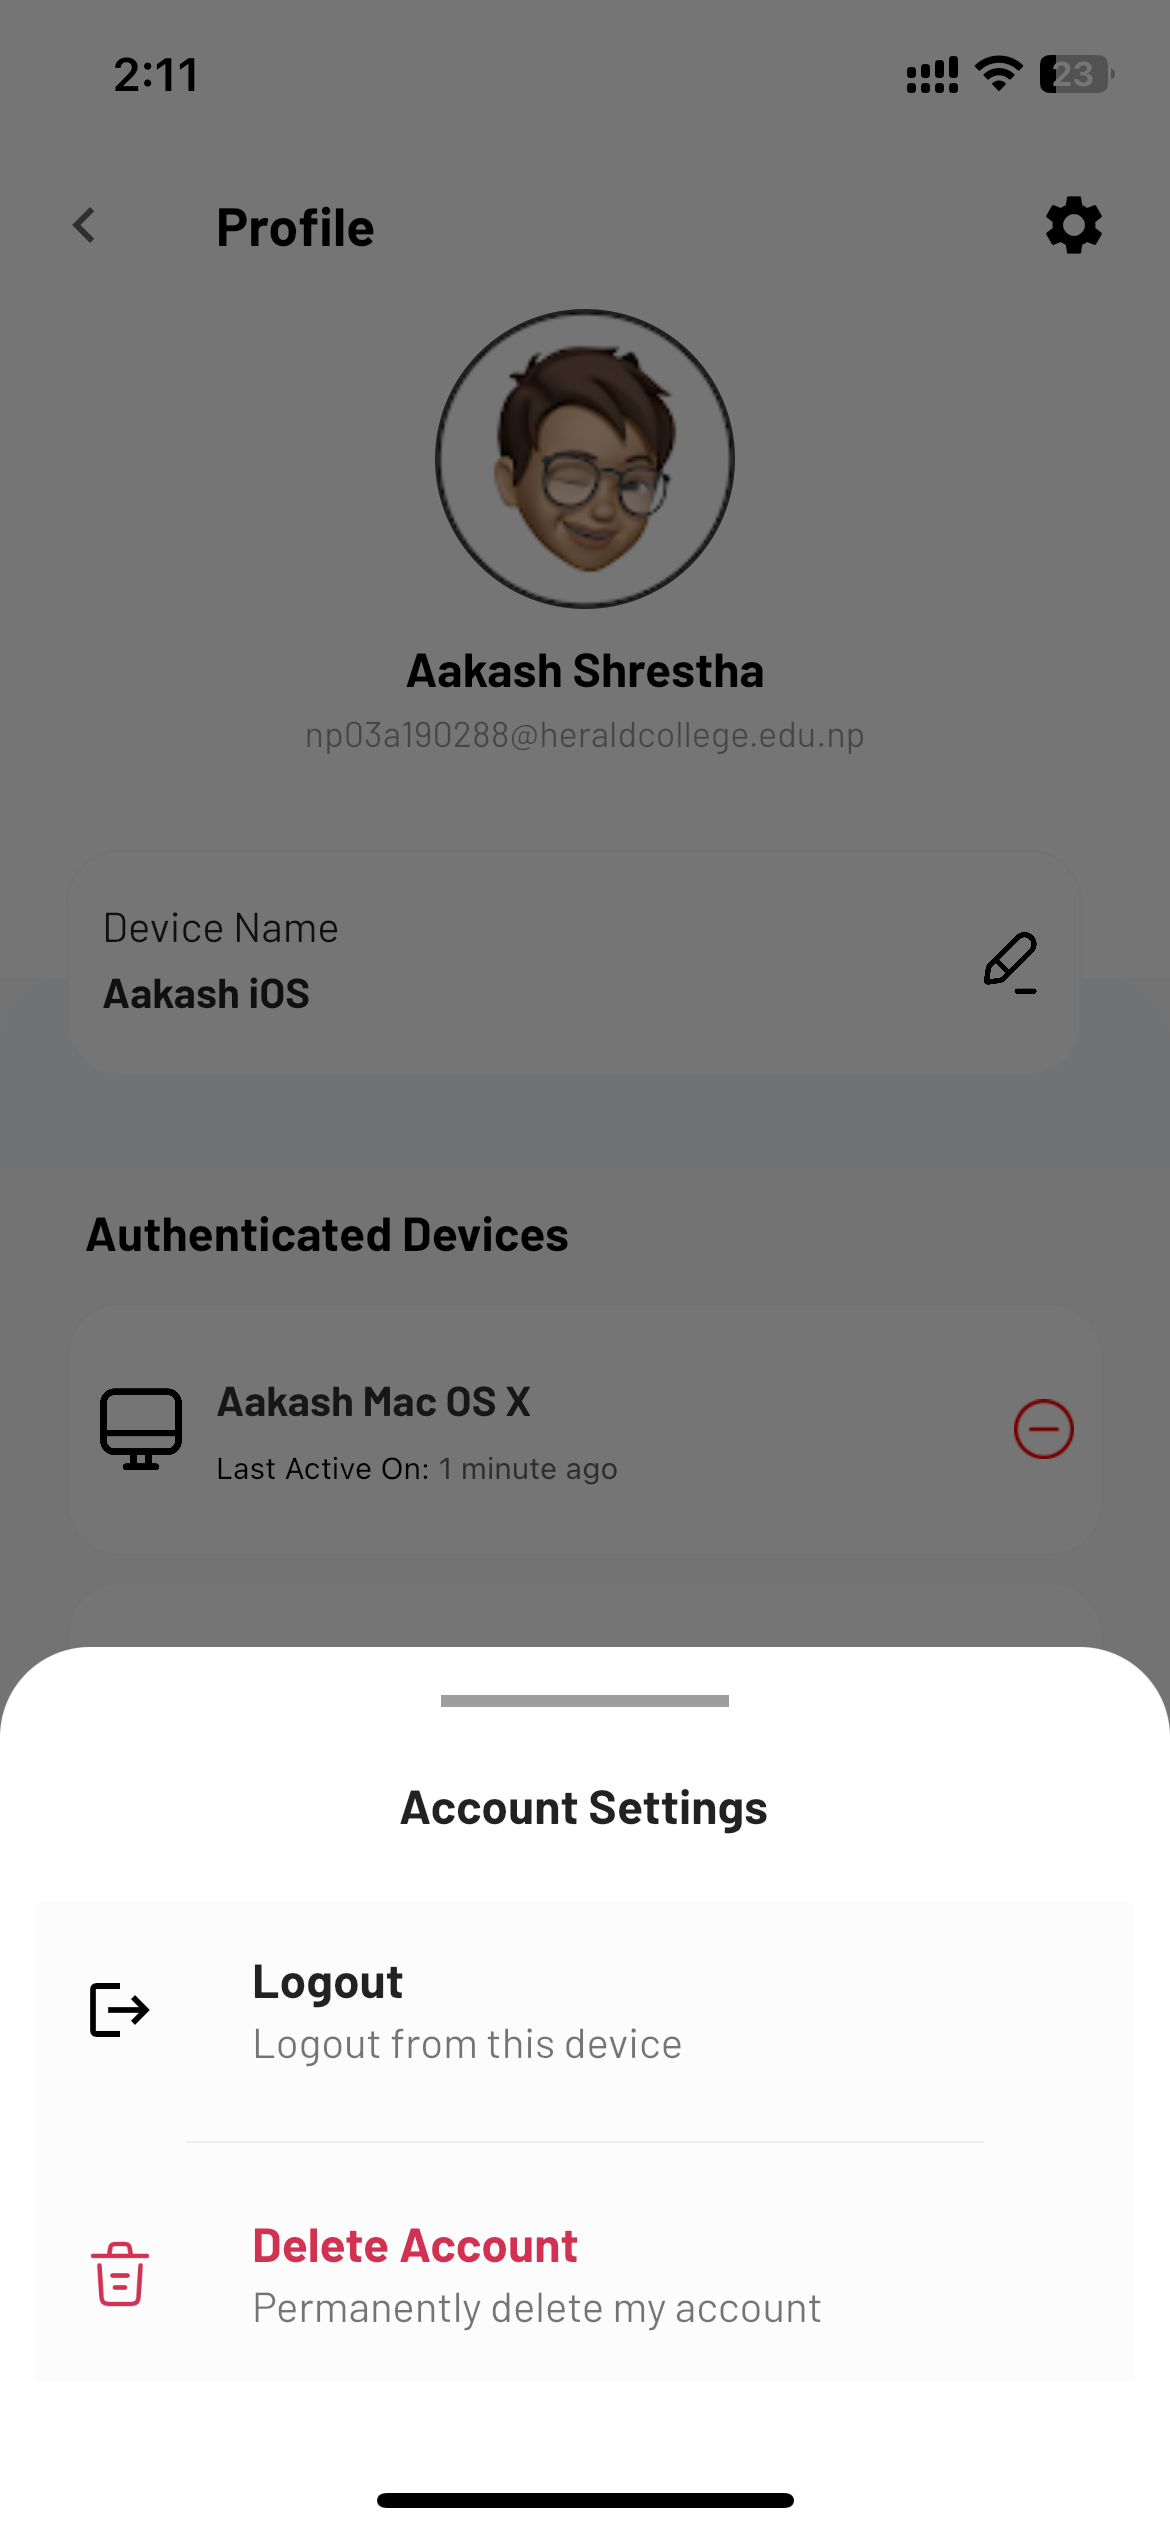 2:11
23
Profile
Aakash Shrestha
np03a190288@heraldcollege.edu.np
Device Name
Aakash iOS
Authenticated Devices
Aakash Mac OS X
Last Active On: 1 minute ago
Account Settings
Logout
Logout from this device
Delete Account
Permanently delete my account